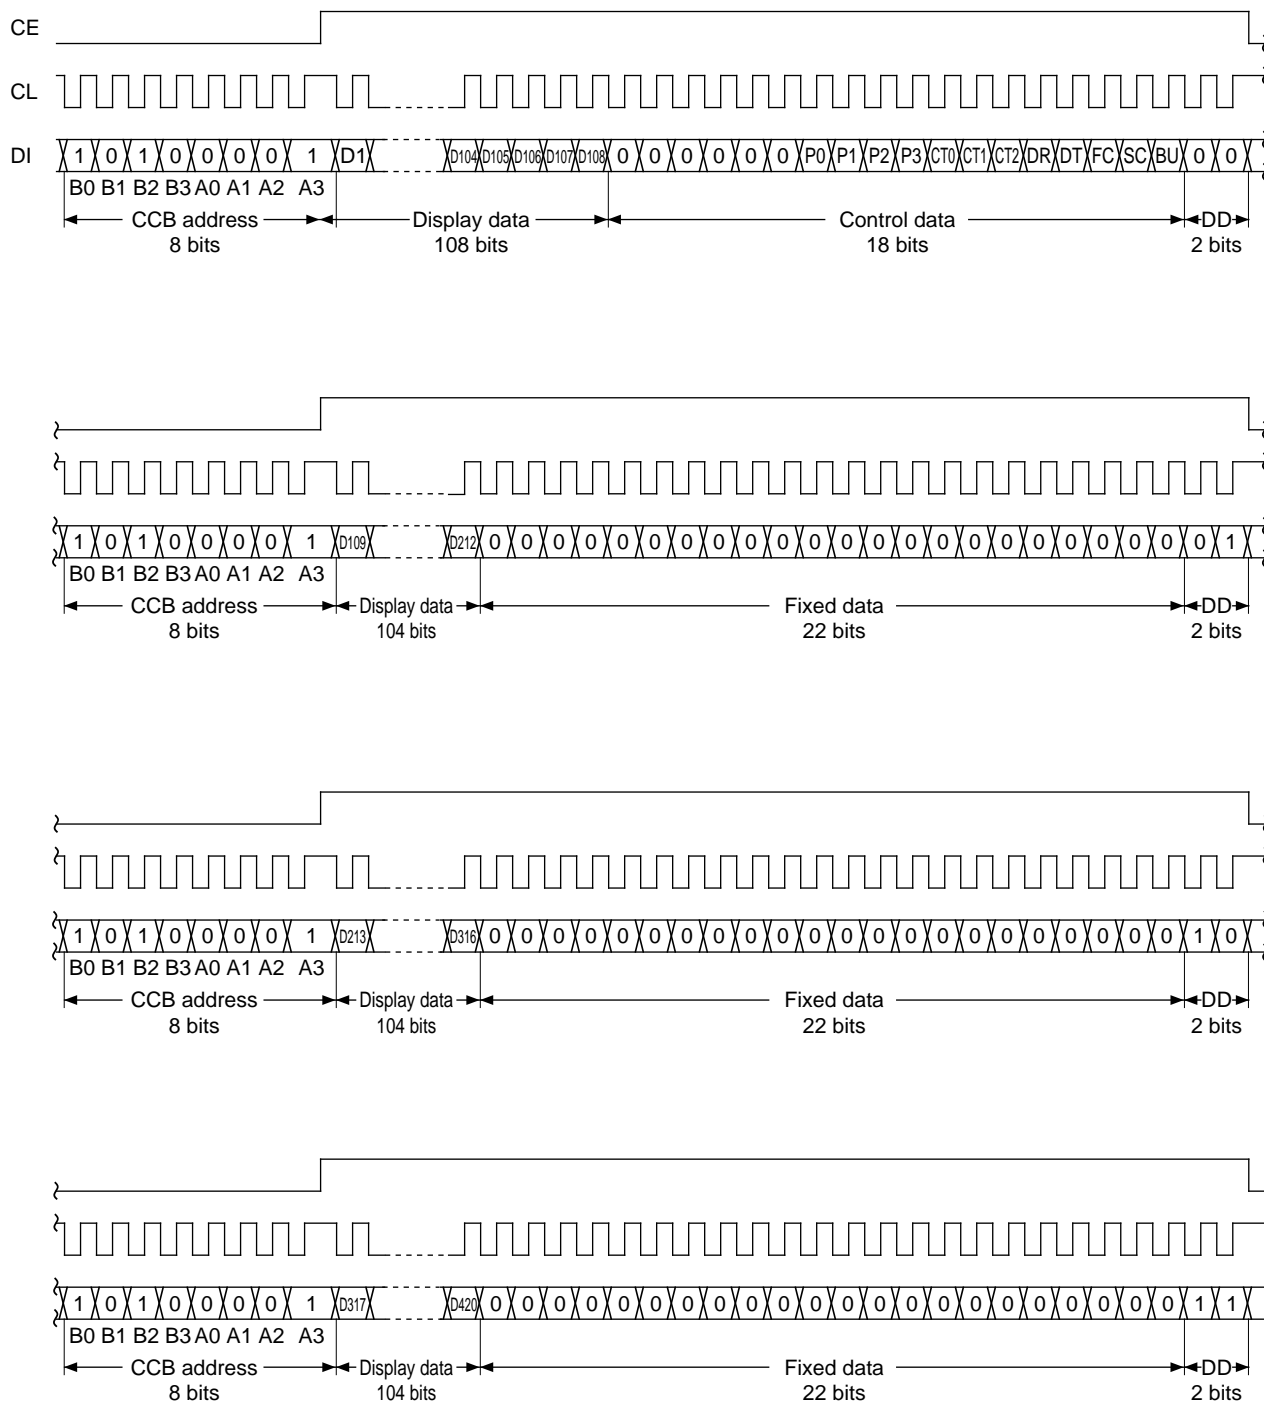 CE
CL
DI 1 0 1 0 0 0 0 1 D1 D104 D105 D106 D107 D108 0 0 0 0 0 0 P0 P1 P2 P3 CT0 CT1 CT2 DR DT FC SC BU 0 0
B0 B1 B2 B3 A0 A1 A2 A3
CCB address Display data Control data DD
8 bits 108 bits 18 bits 2 bits
1 0 1 0 0 0 0 1 D109 D212 0 0 0 0 0 0 0 0 0 0 0 0 0 0 0 0 0 0 0 0 0 0 0 1
B0 B1 B2 B3 A0 A1 A2 A3
CCB address Display data Fixed data DD
8 bits 104 bits 22 bits 2 bits
1 0 1 0 0 0 0 1 D213 D316 0 0 0 0 0 0 0 0 0 0 0 0 0 0 0 0 0 0 0 0 0 0 1 0
B0 B1 B2 B3 A0 A1 A2 A3
CCB address Display data Fixed data DD
8 bits 104 bits 22 bits 2 bits
1 0 1 0 0 0 0 1 D317 D420 0 0 0 0 0 0 0 0 0 0 0 0 0 0 0 0 0 0 0 0 0 0 1 1
B0 B1 B2 B3 A0 A1 A2 A3
CCB address Display data Fixed data DD
8 bits 104 bits 22 bits 2 bits